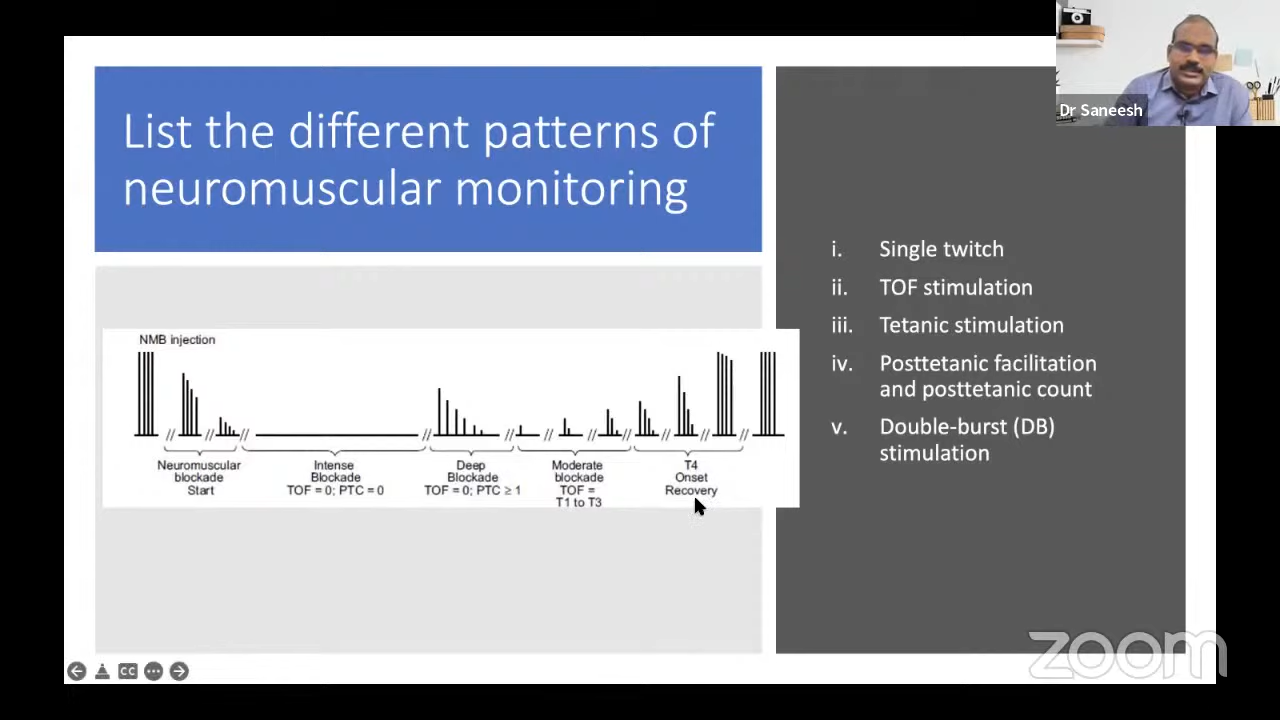 Dr Saneesh
List the different patterns of
neuromuscular monitoring
NMB injection
// // // // // // // // // // //
Neuromuscular
blockade
Start
Intense
Blockade
TOF = 0; PTC = 0
Deep
Blockade
TOF = 0; PTC ≥ 1
Moderate
blockade
TOF =
T1 to T3
T4
Onset
Recovery
i. Single twitch
ii. TOF stimulation
iii. Tetanic stimulation
iv. Posttetanic facilitation
and posttetanic count
v. Double-burst (DB)
stimulation
CC
zoom